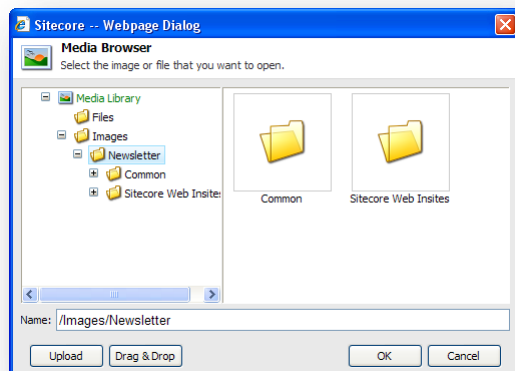 Sitecore -- Webpage Dialog
Media Browser
Select the image or file that you want to open.
Media Library
Files
Images
Newsletter
Common
Sitecore Web Insites
Common
Sitecore Web Insites
Name: /Images/Newsletter
Upload
Drag & Drop
OK
Cancel